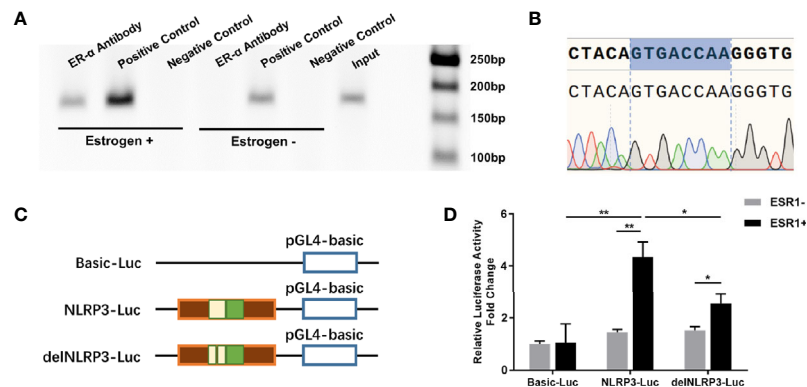 A
ER-α Antibody
Positive Control
Negative Control
ER-α Antibody
Positive Control
Negative Control
Input
250bp
200bp
150bp
100bp
Estrogen +
Estrogen -
B
CTACAGTGACCAAGGGTG
CTACAGTGACCAAGGGTG
C
pGL4-basic
Basic-Luc
pGL4-basic
NLRP3-Luc
pGL4-basic
delNLRP3-Luc
D
ESR1-
ESR1+
Relative Luciferase Activity
Fold Change
6
4
2
0
**
*
**
*
Basic-Luc
NLRP3-Luc
delNLRP3-Luc